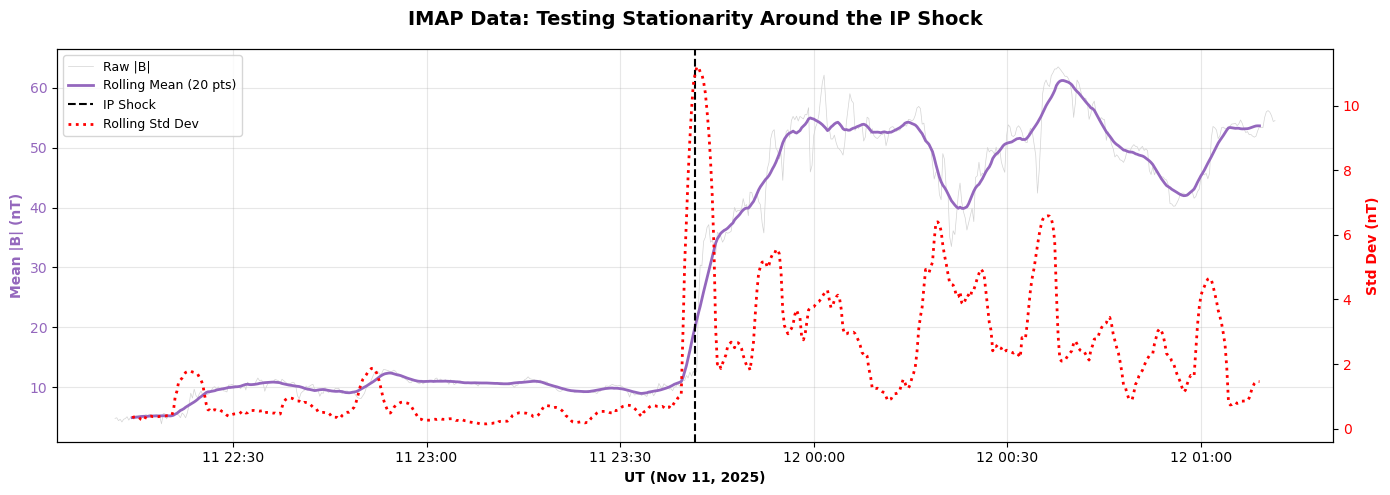 IMAP Data: Testing Stationarity Around the IP Shock
Raw |B|
Rolling Mean (20 pts)
IP Shock
Rolling Std Dev
Mean |B| (nT)
60
50
40
30
20
10
Std Dev (nT)
10
8
6
4
2
0
11 22:30
11 23:00
11 23:30
12 00:00
12 00:30
12 01:00
UT (Nov 11, 2025)